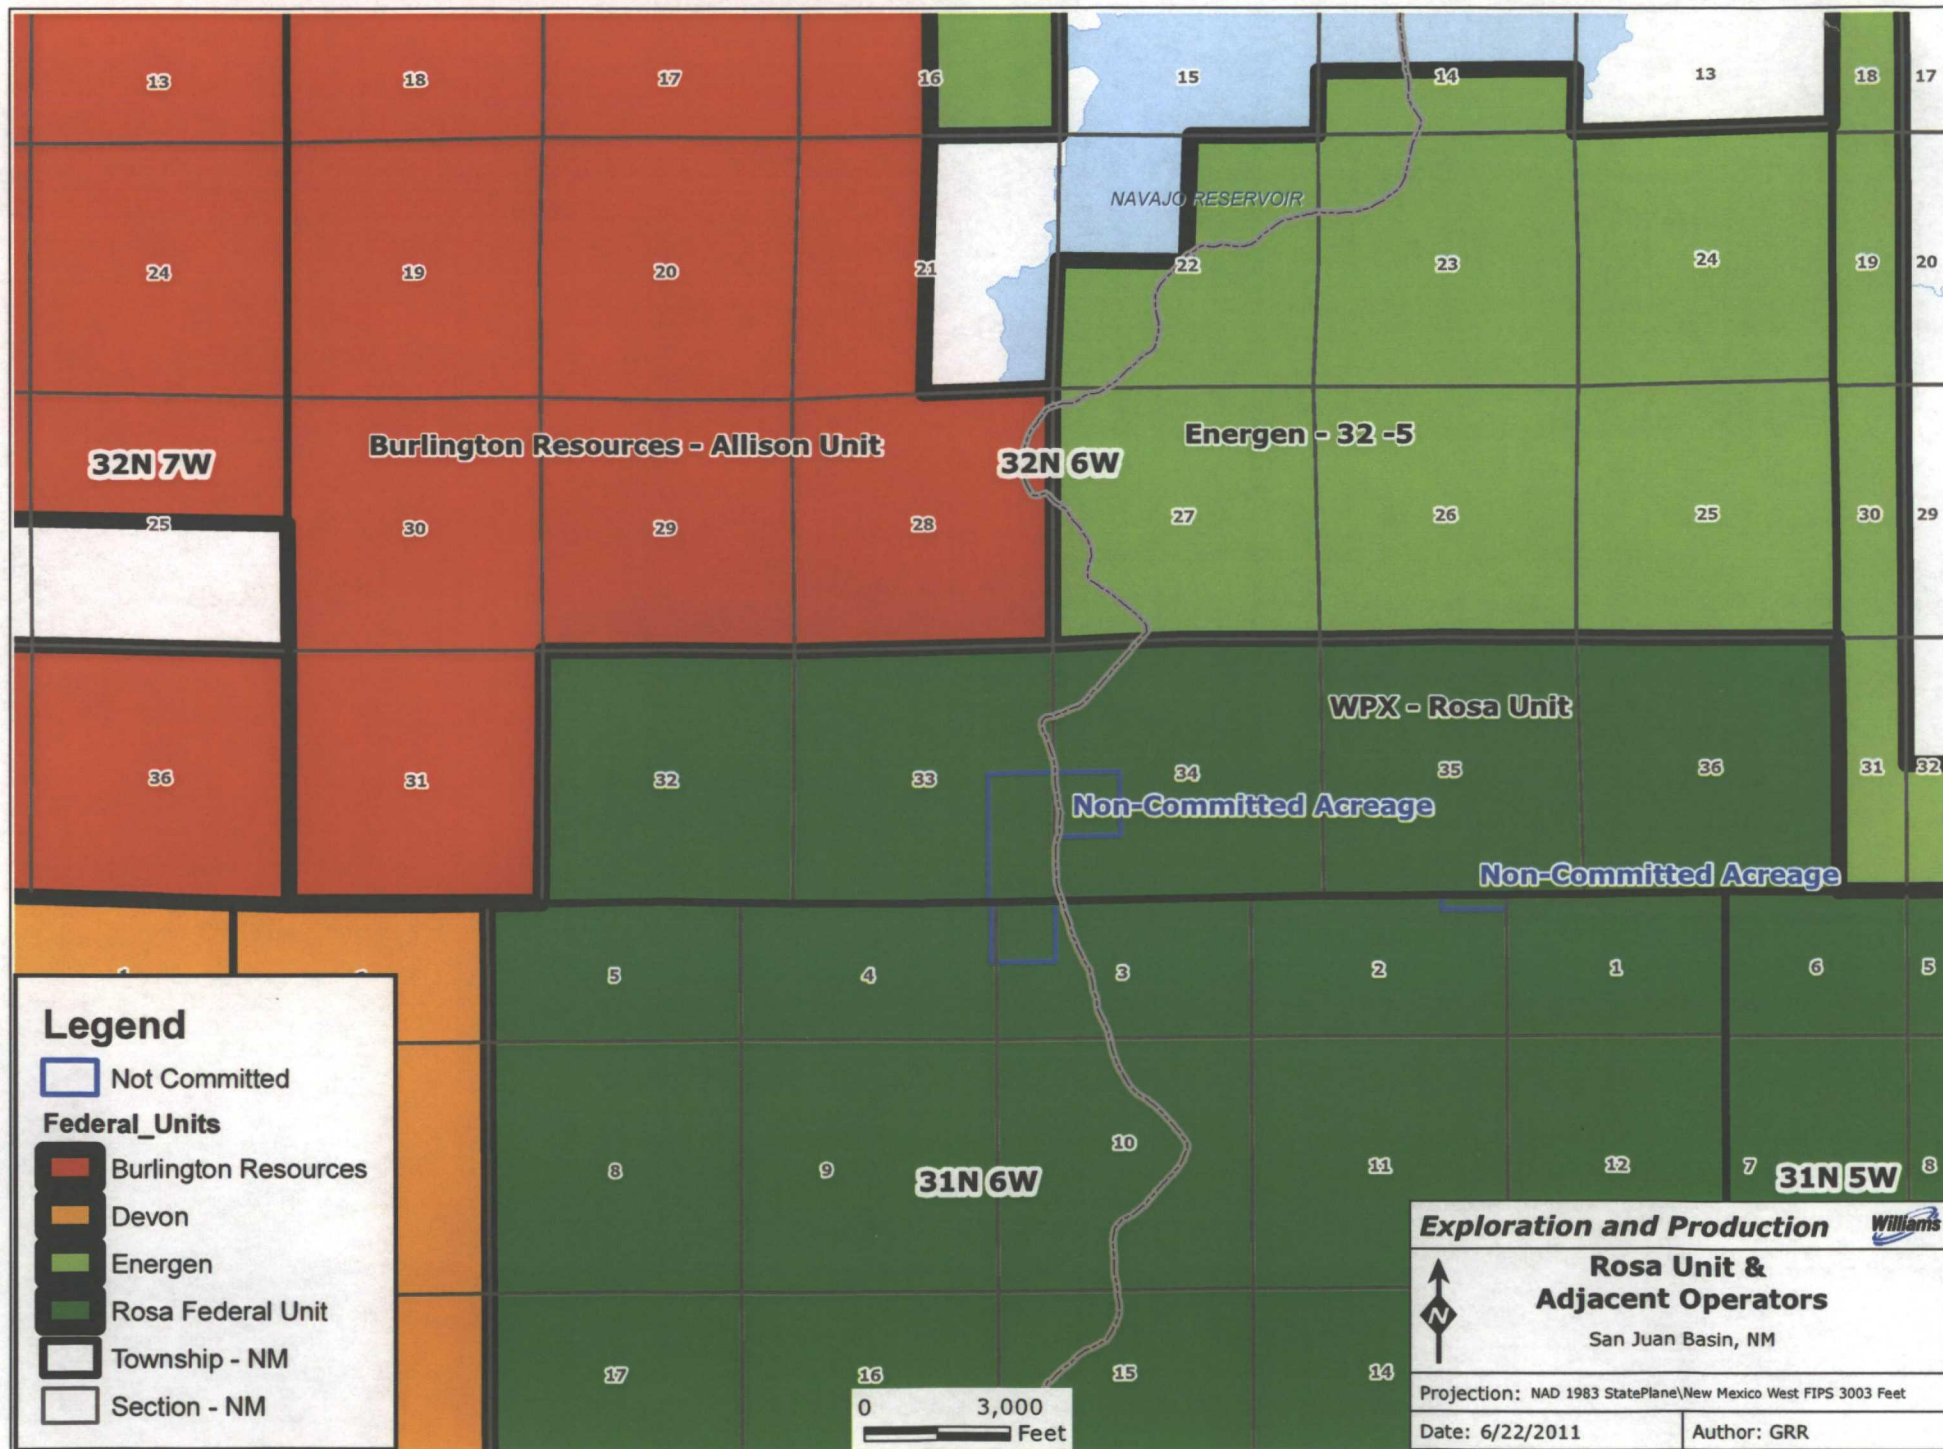 13
18
17
16
15
14
13
18
17
NAVAJO RESERVOIR
24
19
20
21
22
23
24
19
20
Burlington Resources - Allison Unit
Energen - 32 -5
32N 7W
32N 6W
25
30
29
28
27
26
25
30
29
WPX - Rosa Unit
36
31
32
33
34
35
36
31
32
Non-Committed Acreage
Non-Committed Acreage
5
4
3
2
1
6
5
8
9
10
11
12
7
8
31N 6W
31N 5W
17
16
15
14
Legend
Not Committed
Federal_Units
Burlington Resources
Devon
Energen
Rosa Federal Unit
Township - NM
Section - NM
0 3,000
Feet
Exploration and Production Williams
Rosa Unit &
Adjacent Operators
N
San Juan Basin, NM
Projection: NAD 1983 StatePlane\New Mexico West FIPS 3003 Feet
Date: 6/22/2011 Author: GRR